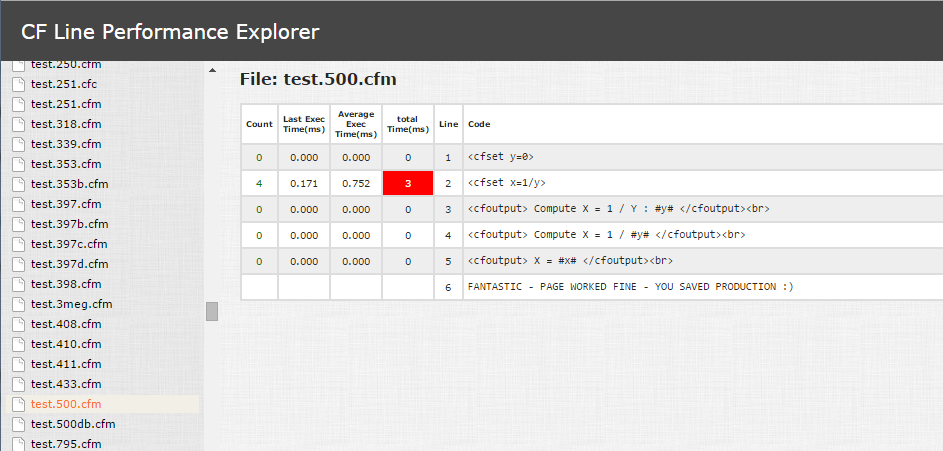 CF Line Performance Explorer
test.250.cfm
test.251.cfc
test.251.cfm
test.318.cfm
test.339.cfm
test.353.cfm
test.353b.cfm
test.397.cfm
test.397b.cfm
test.397c.cfm
test.397d.cfm
test.398.cfm
test.3meg.cfm
test.408.cfm
test.410.cfm
test.411.cfm
test.433.cfm
test.500.cfm
test.500db.cfm
test.795.cfm
File: test.500.cfm
Count Last Exec Time(ms) Average Exec Time(ms) total Time(ms) Line Code
0 0.000 0.000 0 1 <cfset y=0>
4 0.171 0.752 3 2 <cfset x=1/y>
0 0.000 0.000 0 3 <cfoutput> Compute X = 1 / Y : #y# </cfoutput><br>
0 0.000 0.000 0 4 <cfoutput> Compute X = 1 / #y# </cfoutput><br>
0 0.000 0.000 0 5 <cfoutput> X = #x# </cfoutput><br>
6 FANTASTIC - PAGE WORKED FINE - YOU SAVED PRODUCTION :)